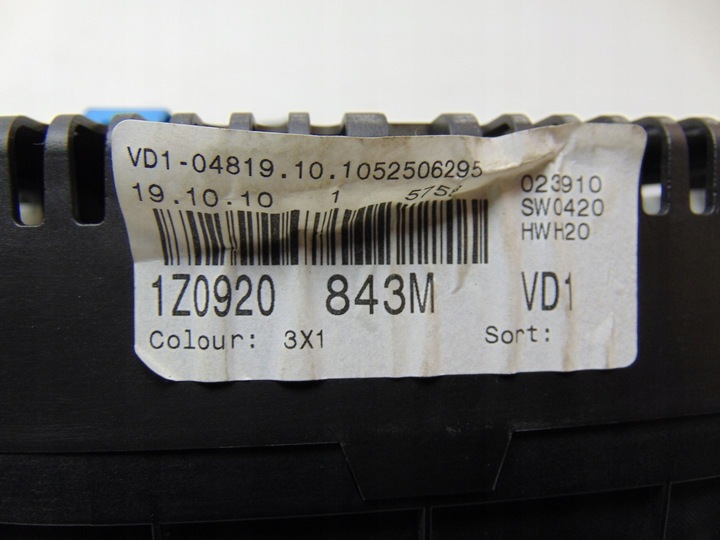 VD1-04819.10.1052506295
19.10.10 1 5758
023910
SW0420
HWH20
1Z0920 843M VD1
Colour: 3X1 Sort: